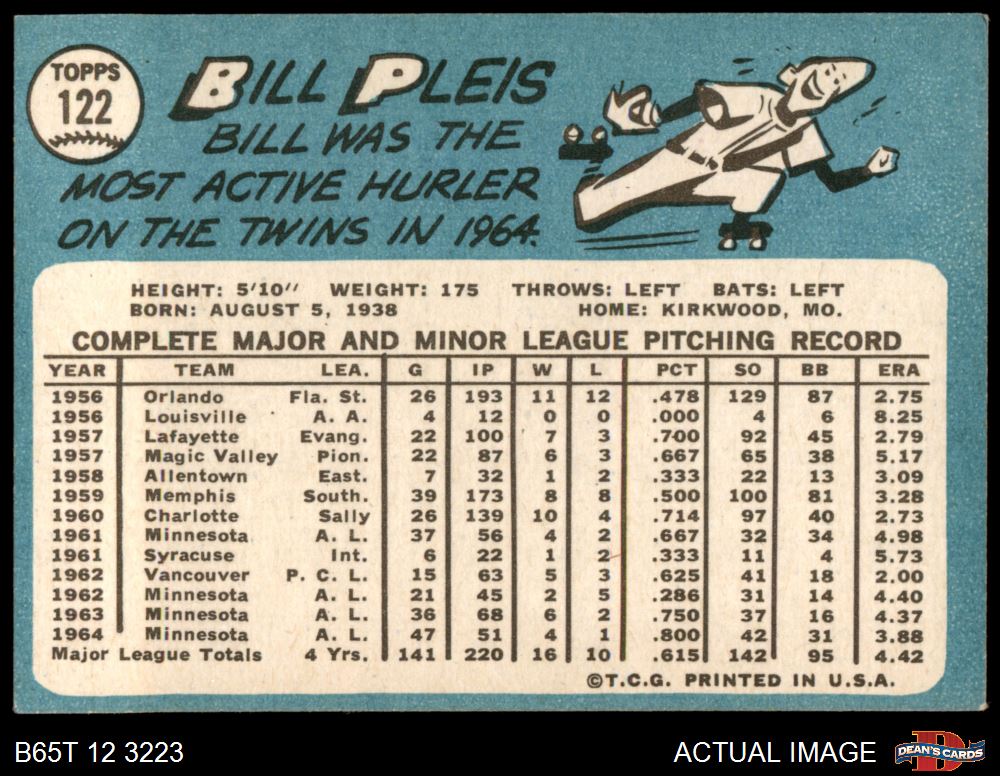 TOPPS
122
BILL PLEIS
BILL WAS THE
MOST ACTIVE HURLER
ON THE TWINS IN 1964.
HEIGHT: 5'10" WEIGHT: 175 THROWS: LEFT BATS: LEFT
BORN: AUGUST 5, 1938 HOME: KIRKWOOD, MO.
COMPLETE MAJOR AND MINOR LEAGUE PITCHING RECORD
YEAR TEAM LEA. G IP W L PCT SO BB ERA
1956 Orlando Fla. St. 26 193 11 12 .478 129 87 2.75
1956 Louisville A. A. 4 12 0 0 .000 4 6 8.25
1957 Lafayette Evang. 22 100 7 3 .700 92 45 2.79
1957 Magic Valley Pion. 22 87 6 3 .667 65 38 5.17
1958 Allentown East. 7 32 1 2 .333 22 13 3.09
1959 Memphis South. 39 173 8 8 .500 100 81 3.28
1960 Charlotte Sally 26 139 10 4 .714 97 40 2.73
1961 Minnesota A. L. 37 56 4 2 .667 32 34 4.98
1961 Syracuse Int. 6 22 1 2 .333 11 4 5.73
1962 Vancouver P. C. L. 15 63 5 3 .625 41 18 2.00
1962 Minnesota A. L. 21 45 2 5 .286 31 14 4.40
1963 Minnesota A. L. 36 68 6 2 .750 37 16 4.37
1964 Minnesota A. L. 47 51 4 1 .800 42 31 3.88
Major League Totals 4 Yrs. 141 220 16 10 .615 142 95 4.42
©T.C.G. PRINTED IN U.S.A.
B65T 12 3223
ACTUAL IMAGE
D
DEAN'S CARDS